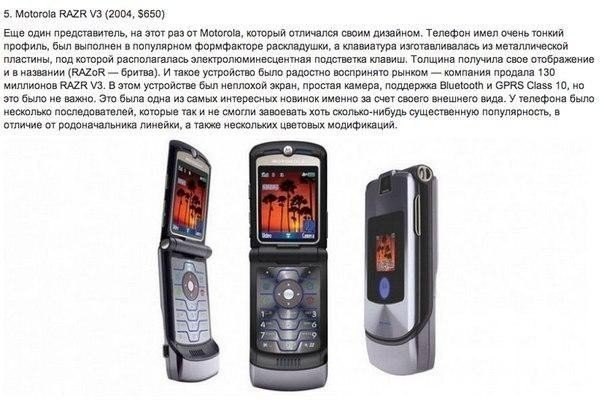 5. Motorola RAZR V3 (2004, $650)
Еще один представитель, на этот раз от Motorola, который отличался своим дизайном. Телефон имел очень тонкий
профиль, был выполнен в популярном формфакторе раскладушки, а клавиатура изготавливалась из металлической
пластины, под которой располагалась электролюминесцентная подсветка клавиш. Толщина получила свое отображение
и в названии (RAZoR — бритва). И такое устройство было радостно воспринято рынком — компания продала 130
миллионов RAZR V3. В этом устройстве был неплохой экран, простая камера, поддержка Bluetooth и GPRS Class 10, но
это было не важно. Это была одна из самых интересных новинок именно за счет своего внешнего вида. У телефона было
несколько последователей, которые так и не смогли завоевать хоть сколько-нибудь существенную популярность, в
отличие от родоначальника линейки, а также нескольких цветовых модификаций.